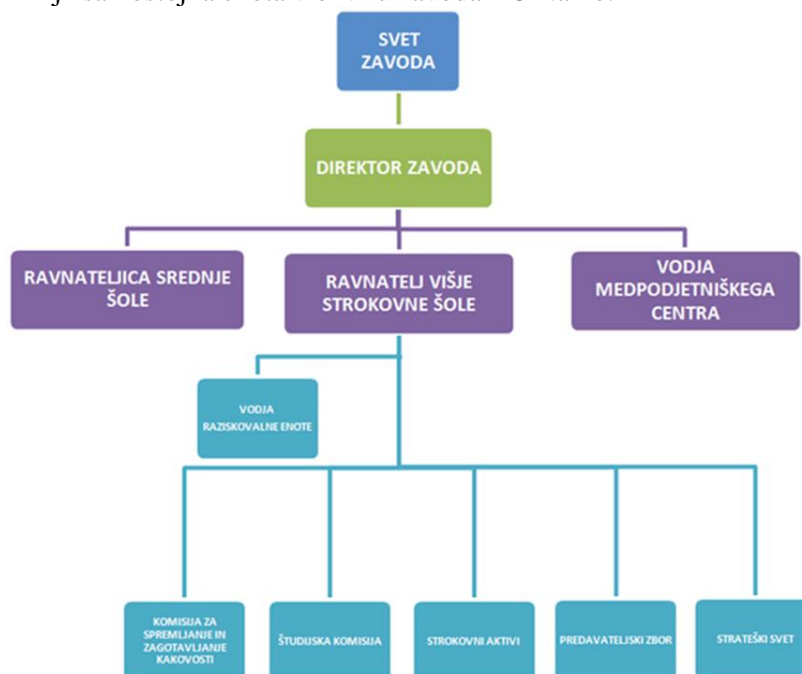 SVET
ZAVODA
DIREKTOR ZAVODA
RAVNATELJICA SREDNJE
ŠOLE
RAVNATELJ VIŠJE
STROKOVNE ŠOLE
VODJA
MEDPODJETNIŠKEGA
CENTRA
VODJA
RAZISKOVALNE ENOTE
KOMISIJA ZA
SPREMLJANJE IN
ZAGOTAVLJANJE
KAKOVOSTI
ŠTUDIJSKA KOMISIJA
STROKOVNI AKTIVI
PREDAVATELJSKI ZBOR
STRATEŠKI SVET